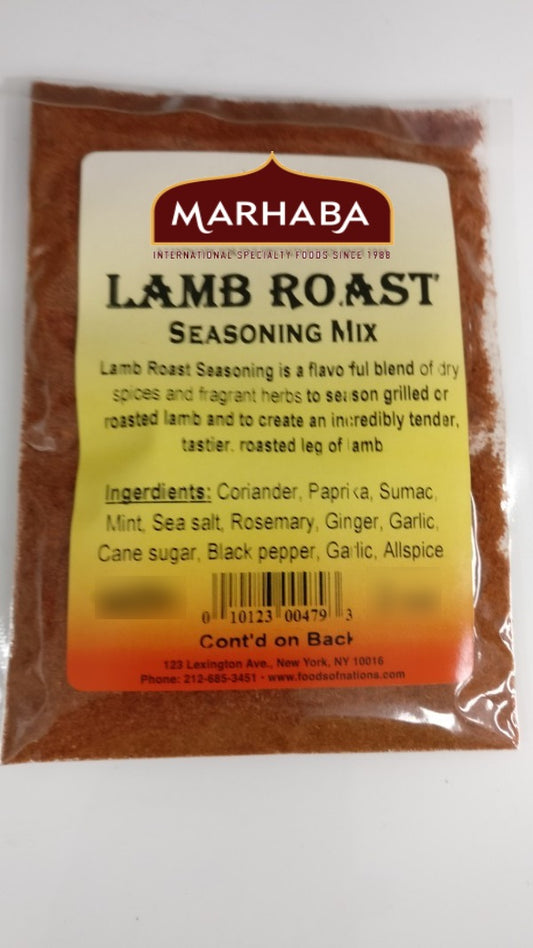 MARHABA
INTERNATIONAL SPECIALTY FOODS SINCE 1988
LAMB ROAST
SEASONING MIX
Lamb Roast Seasoning is a flavo ful blend of dry
spices and fragrant herbs to season grilled or
roasted lamb and to create an incredibly tender,
tastier. roasted leg of lamb
Ingerdients: Coriander, Paprika, Sumac,
Mint, Sea salt, Rosemary, Ginger, Garlic,
Cane sugar, Black pepper, Garlic, Allspice
0 10123 00479 3
Cont'd on Back
123 Lexington Ave., New York, NY 10016
Phone: 212-685-3451 • www.foodsofnations.com